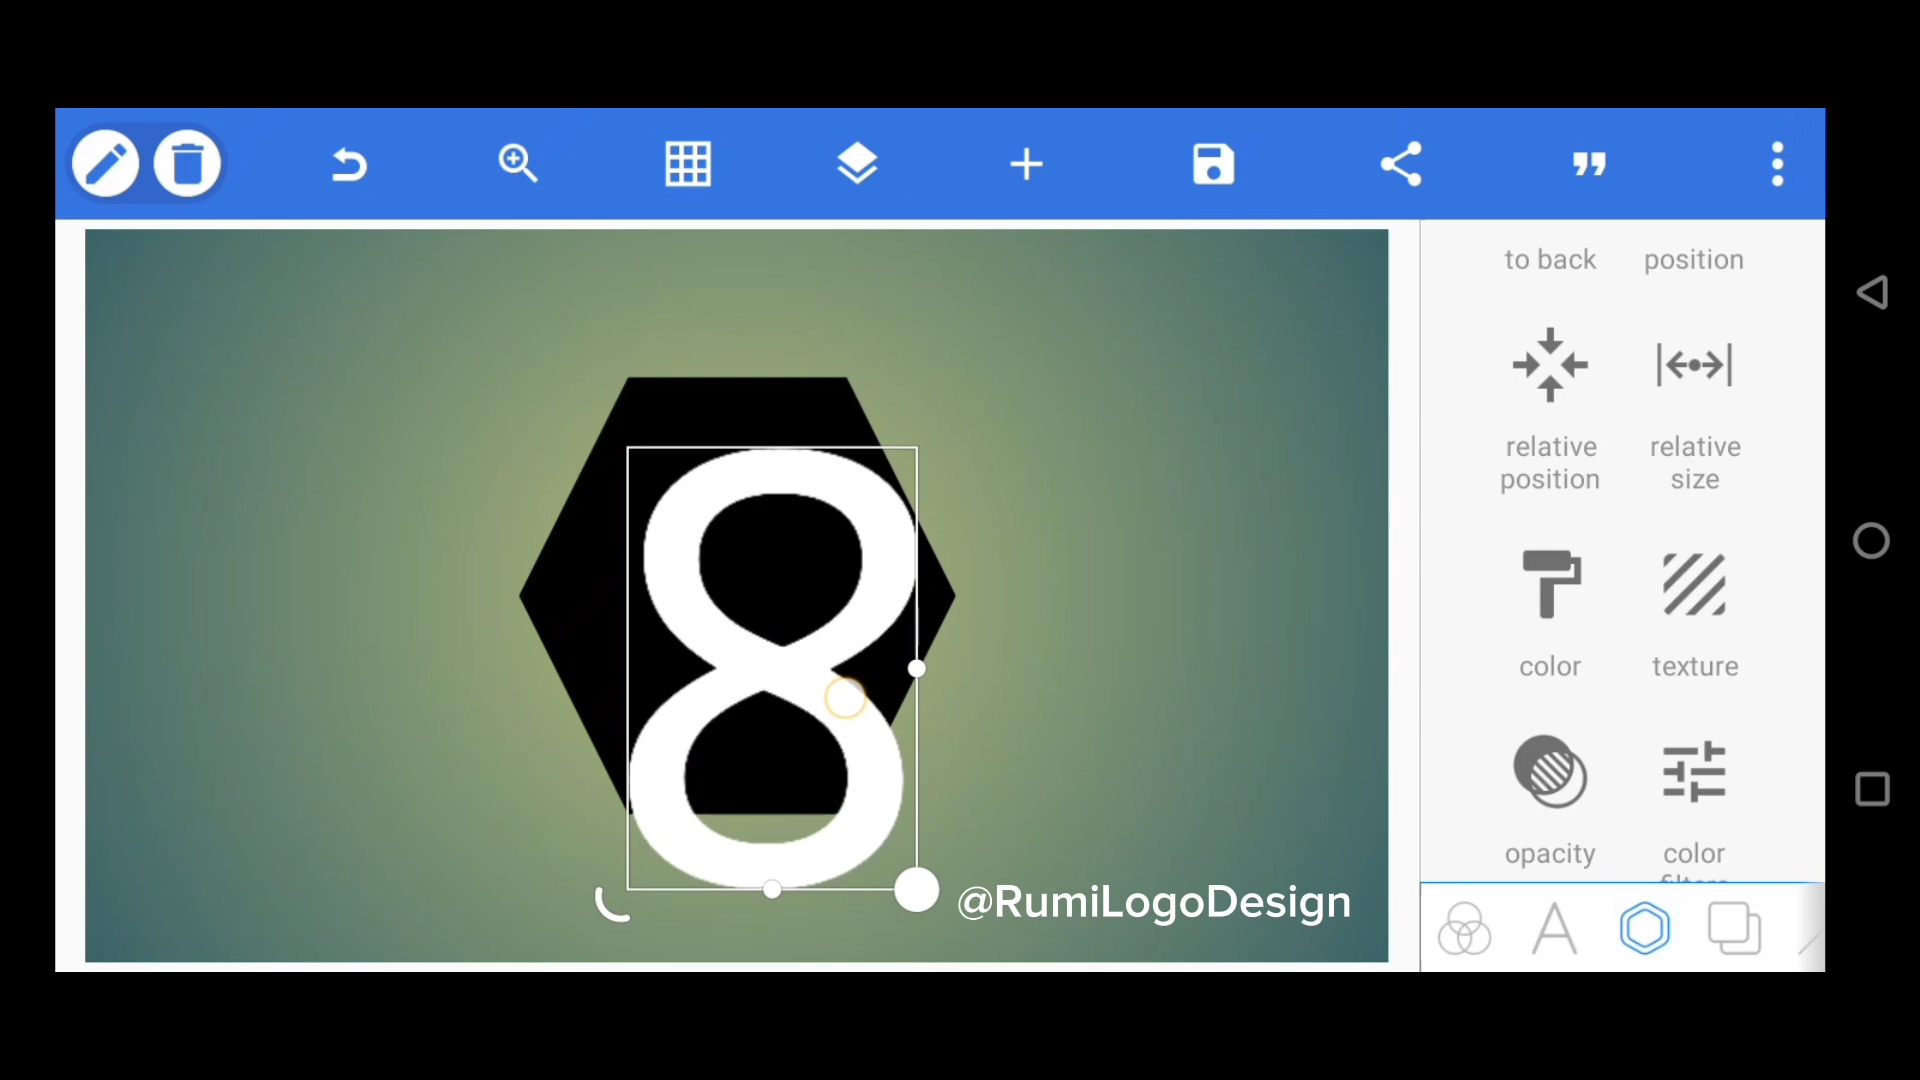 to back
position
relative
position
relative
size
color
texture
opacity
color
8
@RumiLogoDesign